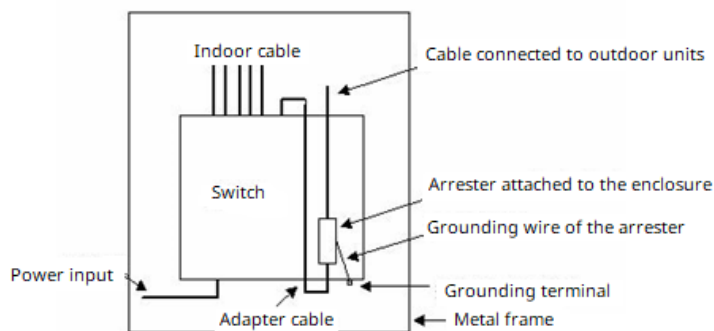 Indoor cable
Cable connected to outdoor units
Switch
Arrester attached to the enclosure
Grounding wire of the arrester
Power input
Grounding terminal
Adapter cable
Metal frame